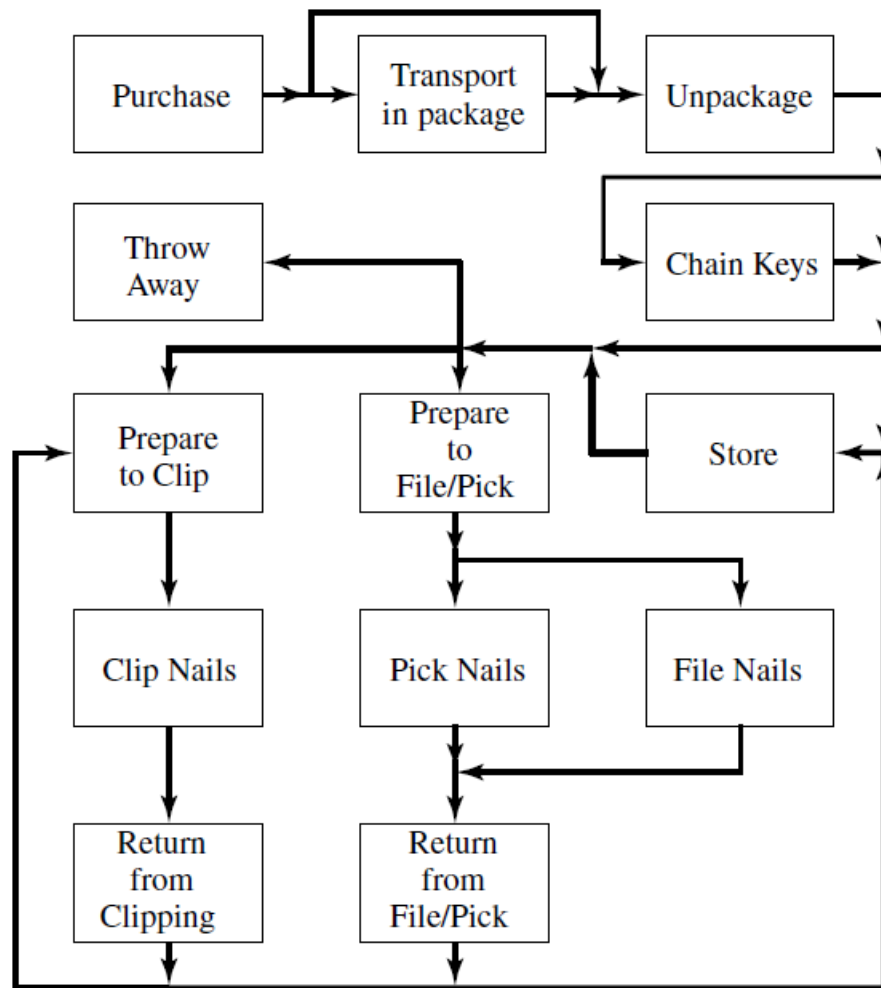 Purchase
Transport
in package
Unpackage
Throw
Away
Chain Keys
Prepare
to Clip
Prepare
to
File/Pick
Store
Clip Nails
Pick Nails
File Nails
Return
from
Clipping
Return
from
File/Pick